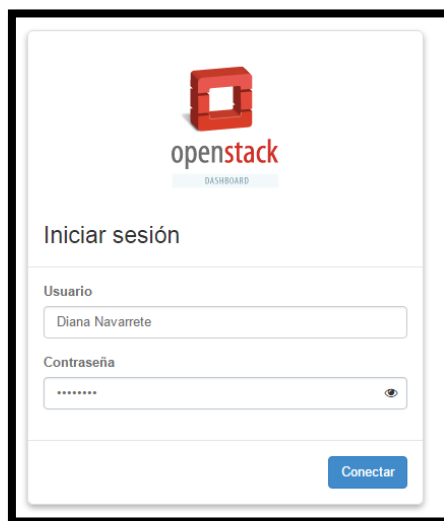 openstack
DASHBOARD
Iniciar sesión
Usuario
Diana Navarrete
Contraseña
••••••••
Conectar